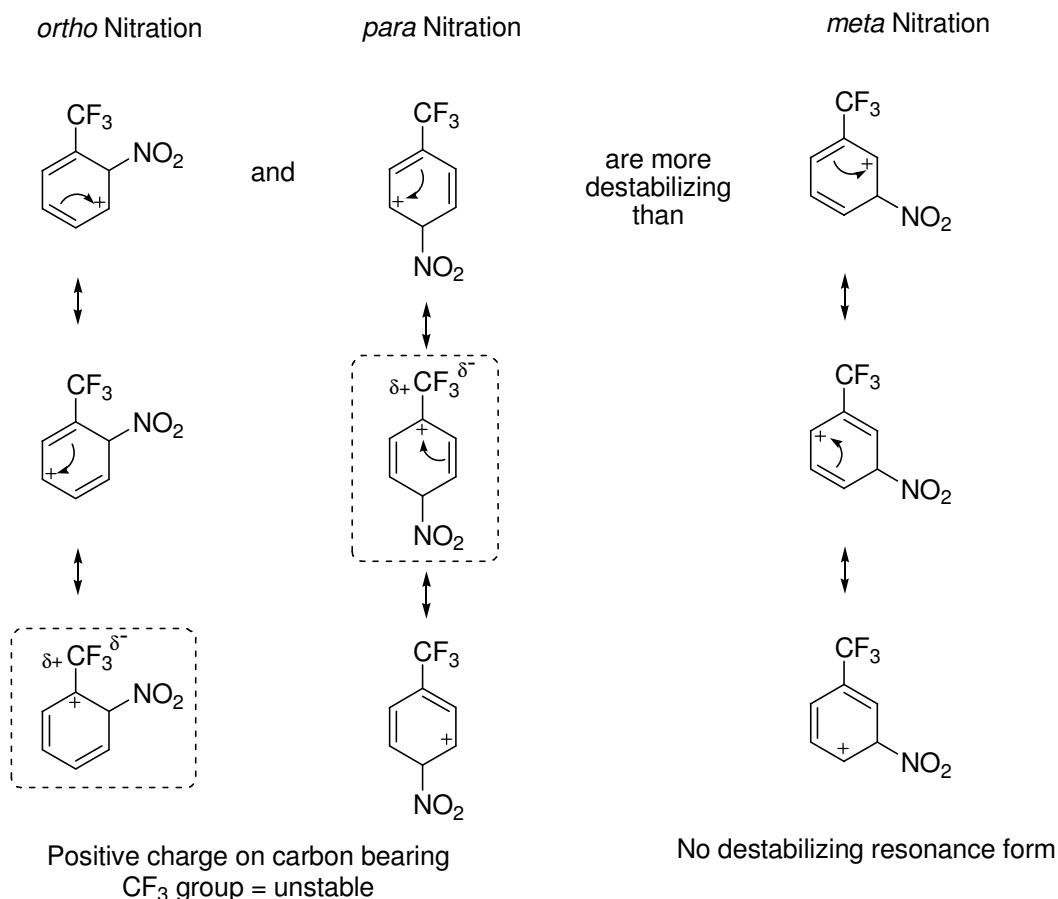 ortho Nitration
para Nitration
meta Nitration
CF₃
NO₂
+
and
CF₃
+
NO₂
are more
destabilizing
than
CF₃
+
NO₂
CF₃
NO₂
+
δ+ CF₃ δ-
+
NO₂
CF₃
+
NO₂
δ+ CF₃ δ-
+
NO₂
CF₃
+
NO₂
CF₃
+
NO₂
Positive charge on carbon bearing
CF₃ group = unstable
No destabilizing resonance form